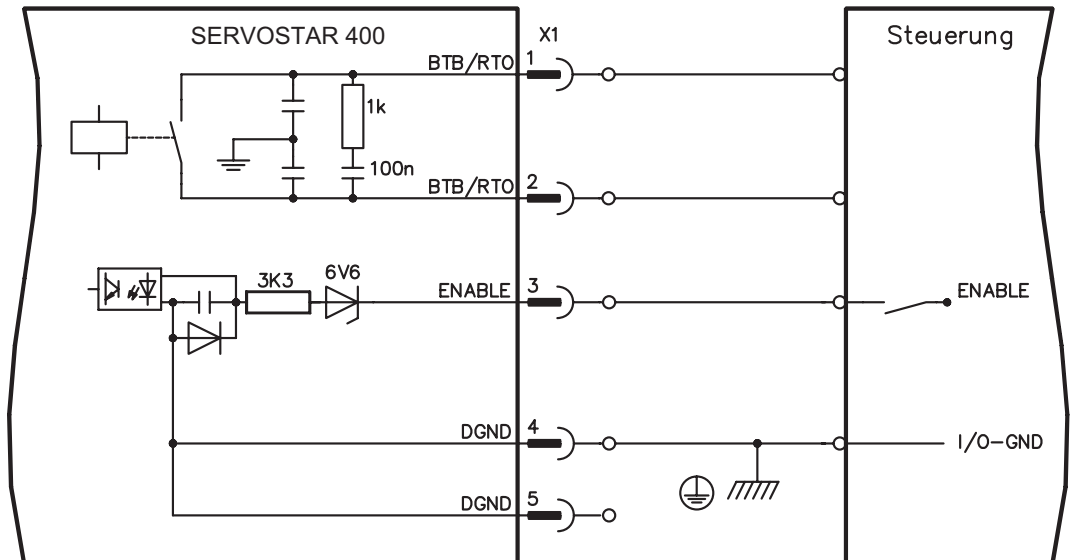 SERVOSTAR 400
X1
Steuerung
BTB/RTO
1
1k
100n
BTB/RTO
2
3K3
6V6
ENABLE
3
ENABLE
DGND
4
I/O-GND
DGND
5